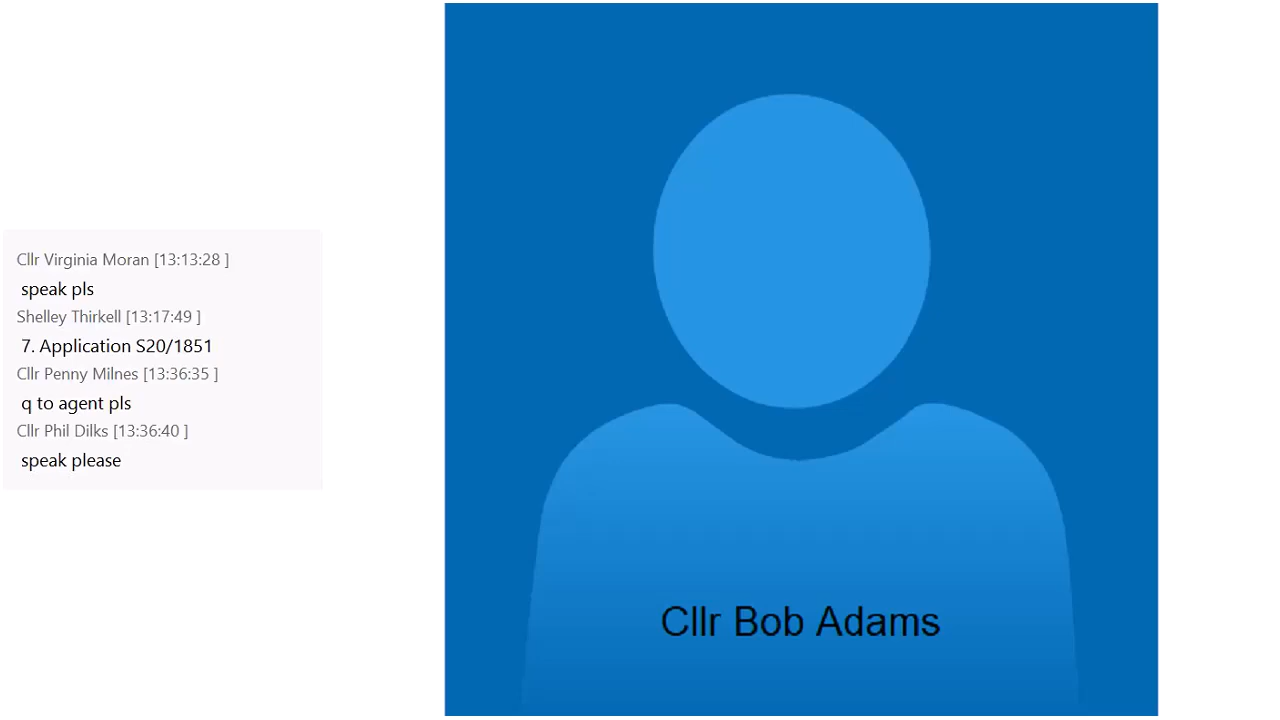 Cllr Virginia Moran [13:13:28 ]
speak pls
Shelley Thirkell [13:17:49 ]
7. Application S20/1851
Cllr Penny Milnes [13:36:35 ]
q to agent pls
Cllr Phil Dilks [13:36:40 ]
speak please
Cllr Bob Adams